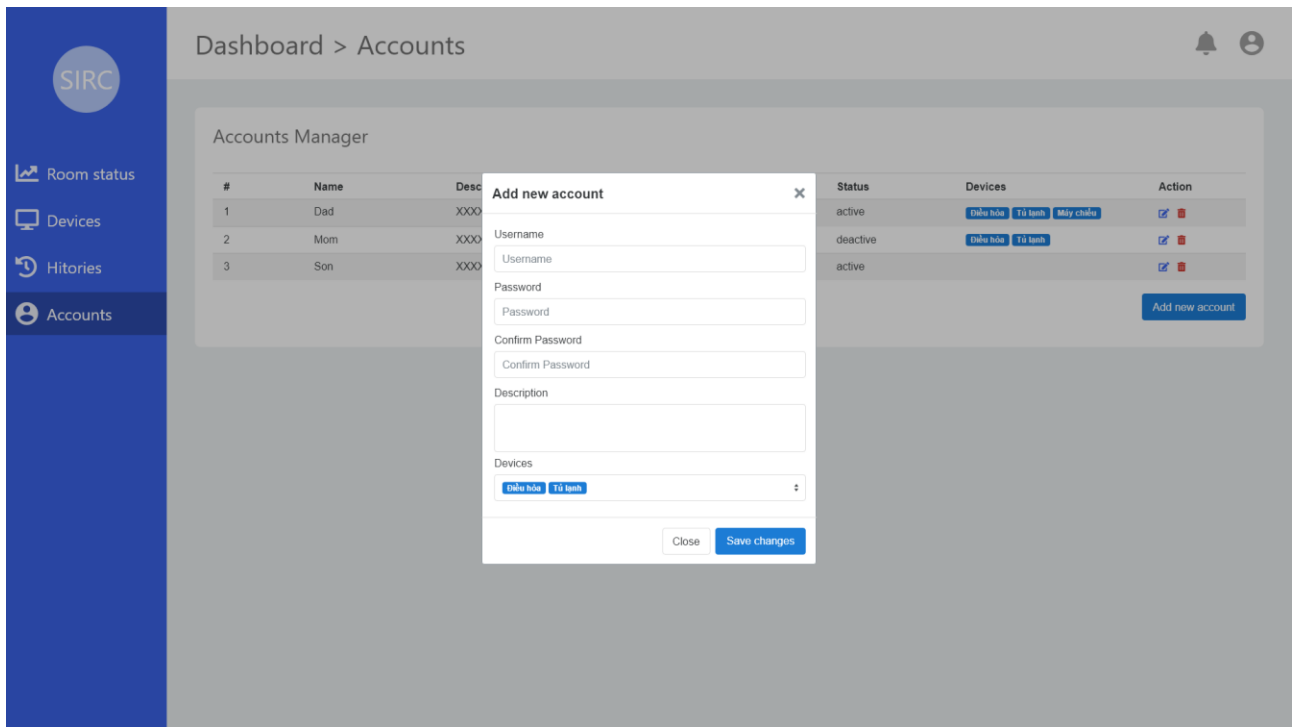 SIRC
Dashboard > Accounts
Room status
Devices
Hitories
Accounts
Accounts Manager
# Name Desc Status Devices Action
1 Dad XXXX active Điều hòa Tủ lạnh Máy chiếu
2 Mom XXXX deactive Điều hòa Tủ lạnh
3 Son XXXX active
Add new account
Add new account ×
Username
Username
Password
Password
Confirm Password
Confirm Password
Description
Devices
Điều hòa Tủ lạnh
Close Save changes